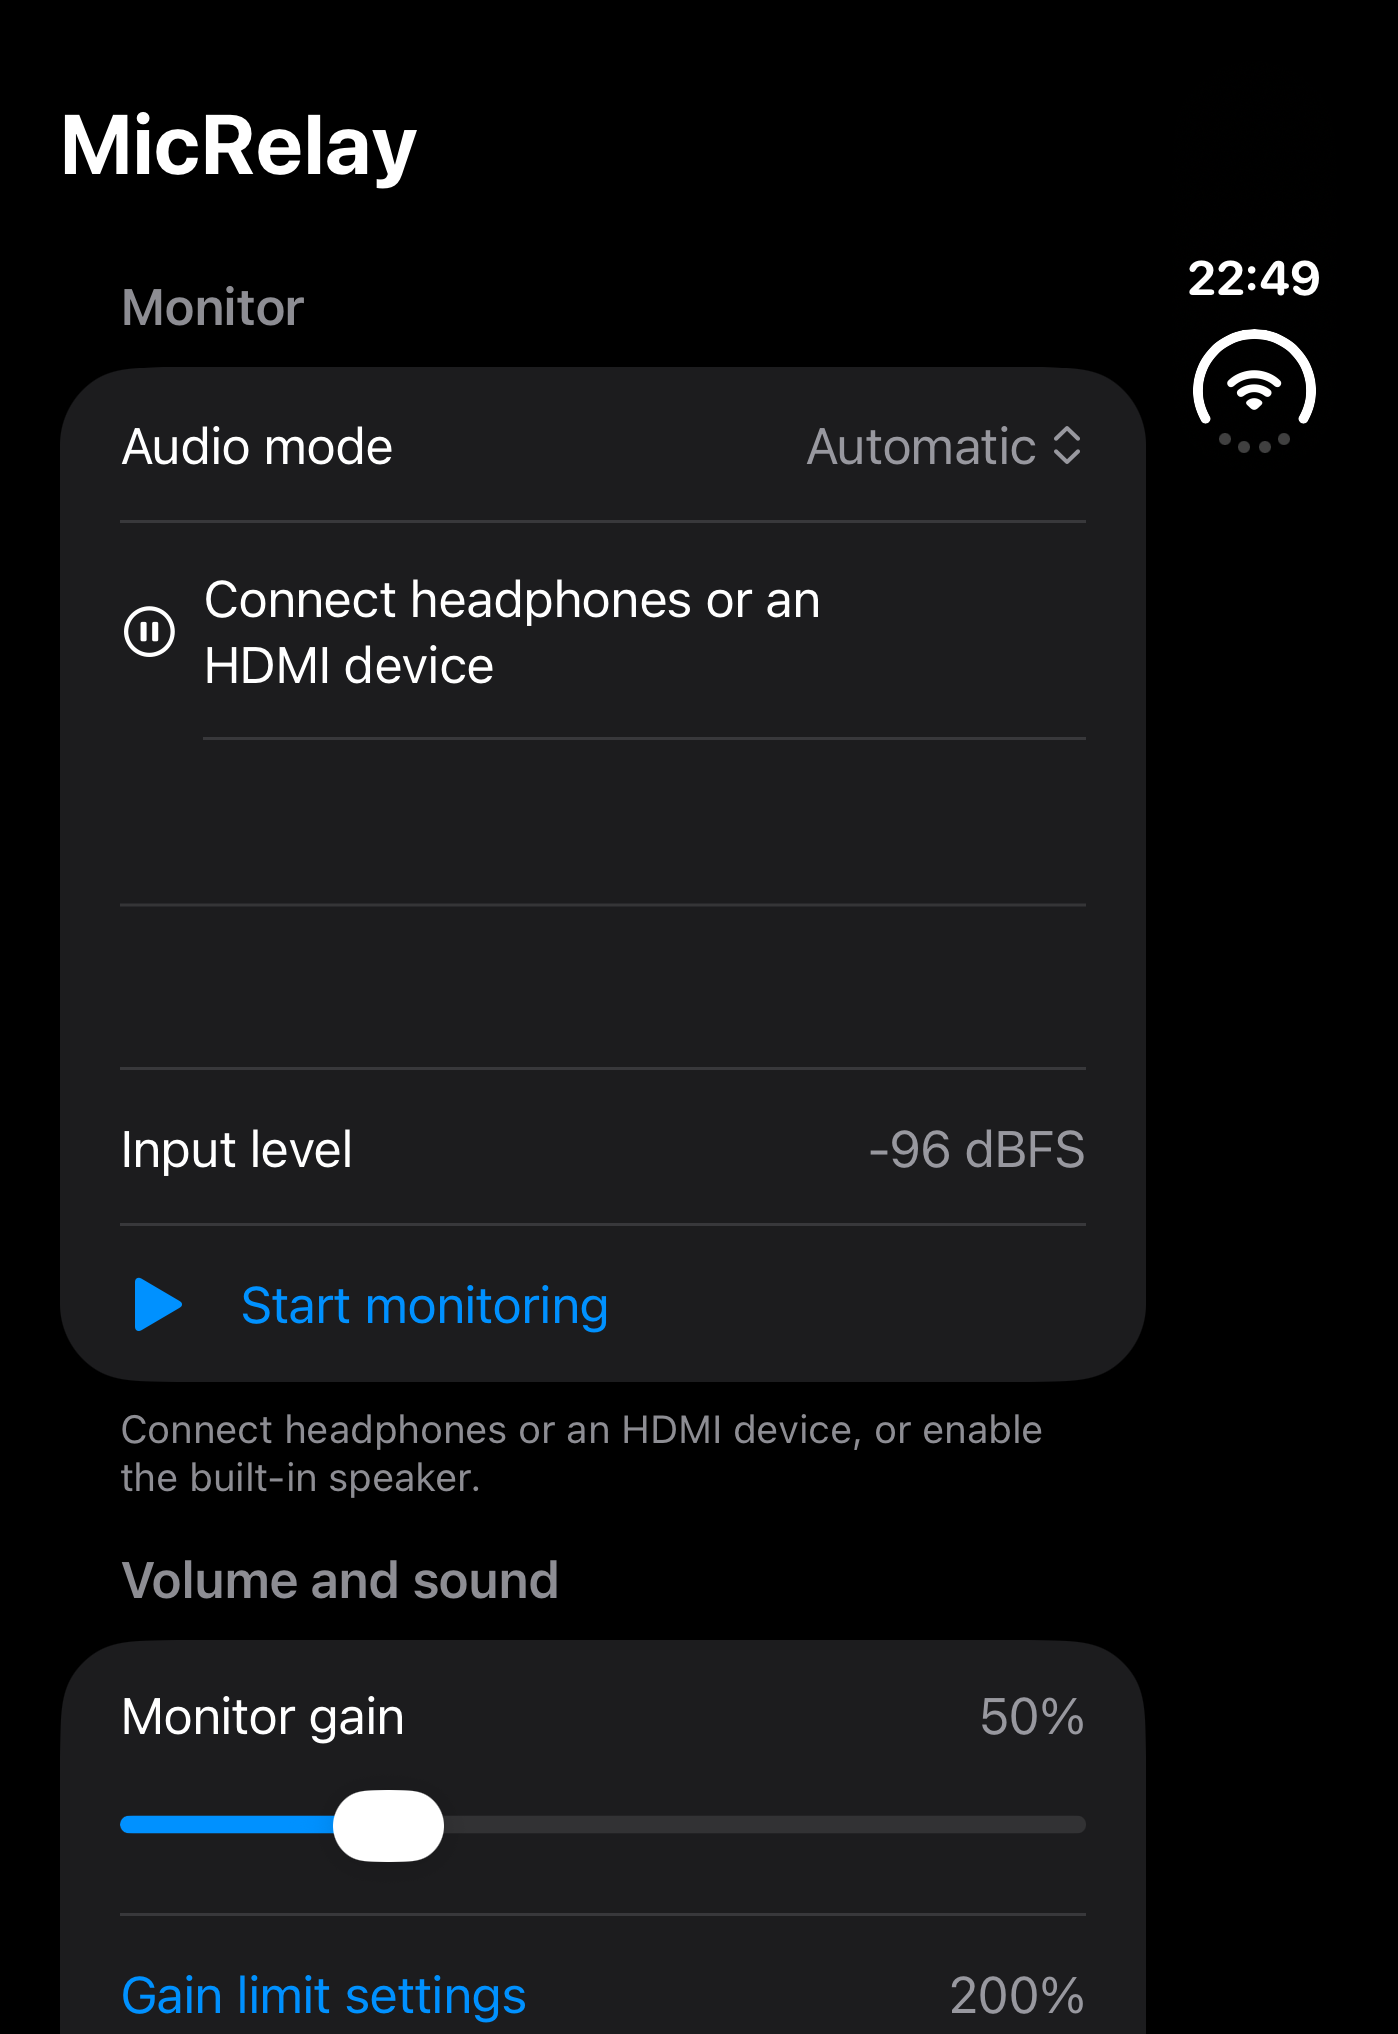 MicRelay
22:49
Monitor
Audio mode Automatic
Connect headphones or an
HDMI device
Input level -96 dBFS
Start monitoring
Connect headphones or an HDMI device, or enable
the built-in speaker.
Volume and sound
Monitor gain 50%
Gain limit settings 200%